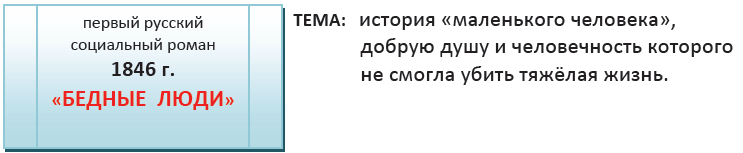 первый русский
социальный роман
1846 г.
«БЕДНЫЕ ЛЮДИ»
ТЕМА: история «маленького человека»,
добрую душу и человечность которого
не смогла убить тяжёлая жизнь.